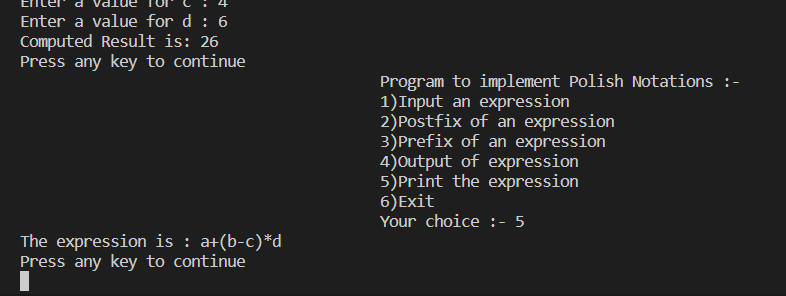 Enter a value for c : 4
Enter a value for d : 6
Computed Result is: 26
Press any key to continue
Program to implement Polish Notations :-
1)Input an expression
2)Postfix of an expression
3)Prefix of an expression
4)Output of expression
5)Print the expression
6)Exit
Your choice :- 5
The expression is : a+(b-c)*d
Press any key to continue